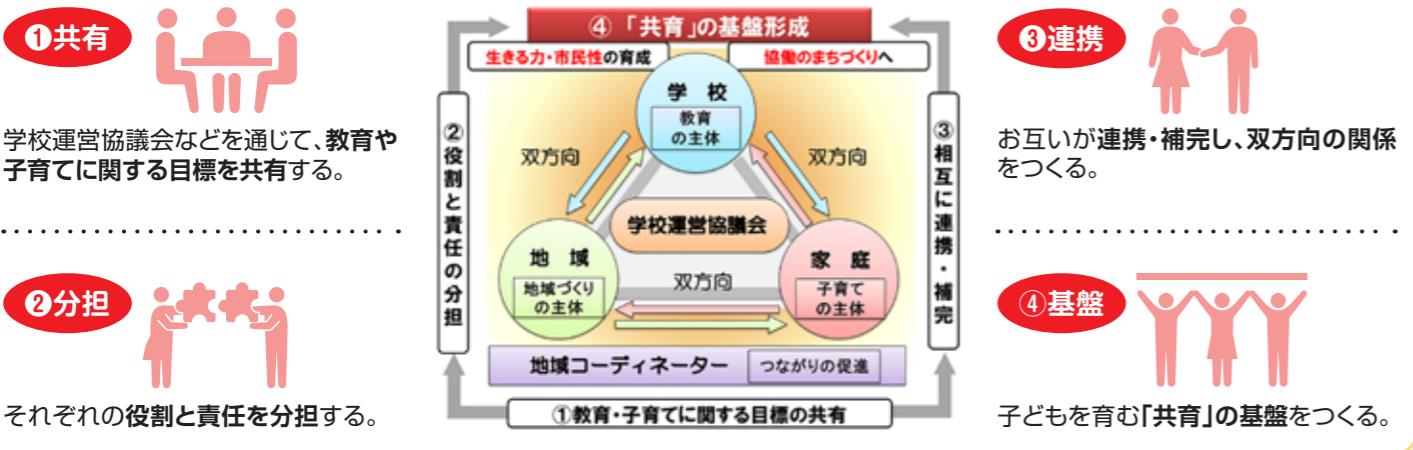 ❶共有
学校運営協議会などを通じて、教育や
子育てに関する目標を共有する。
❷分担
それぞれの役割と責任を分担する。
④「共育」の基盤形成
生きる力・市民性の育成
協働のまちづくりへ
②役割と責任の分担
学校
教育
の主体
双方向
双方向
学校運営協議会
地域
地域づくり
の主体
双方向
家庭
子育て
の主体
地域コーディネーター
つながりの促進
③相互に連携・補完
①教育・子育てに関する目標の共有
❸連携
お互いが連携・補完し、双方向の関係
をつくる。
④基盤
子どもを育む「共育」の基盤をつくる。